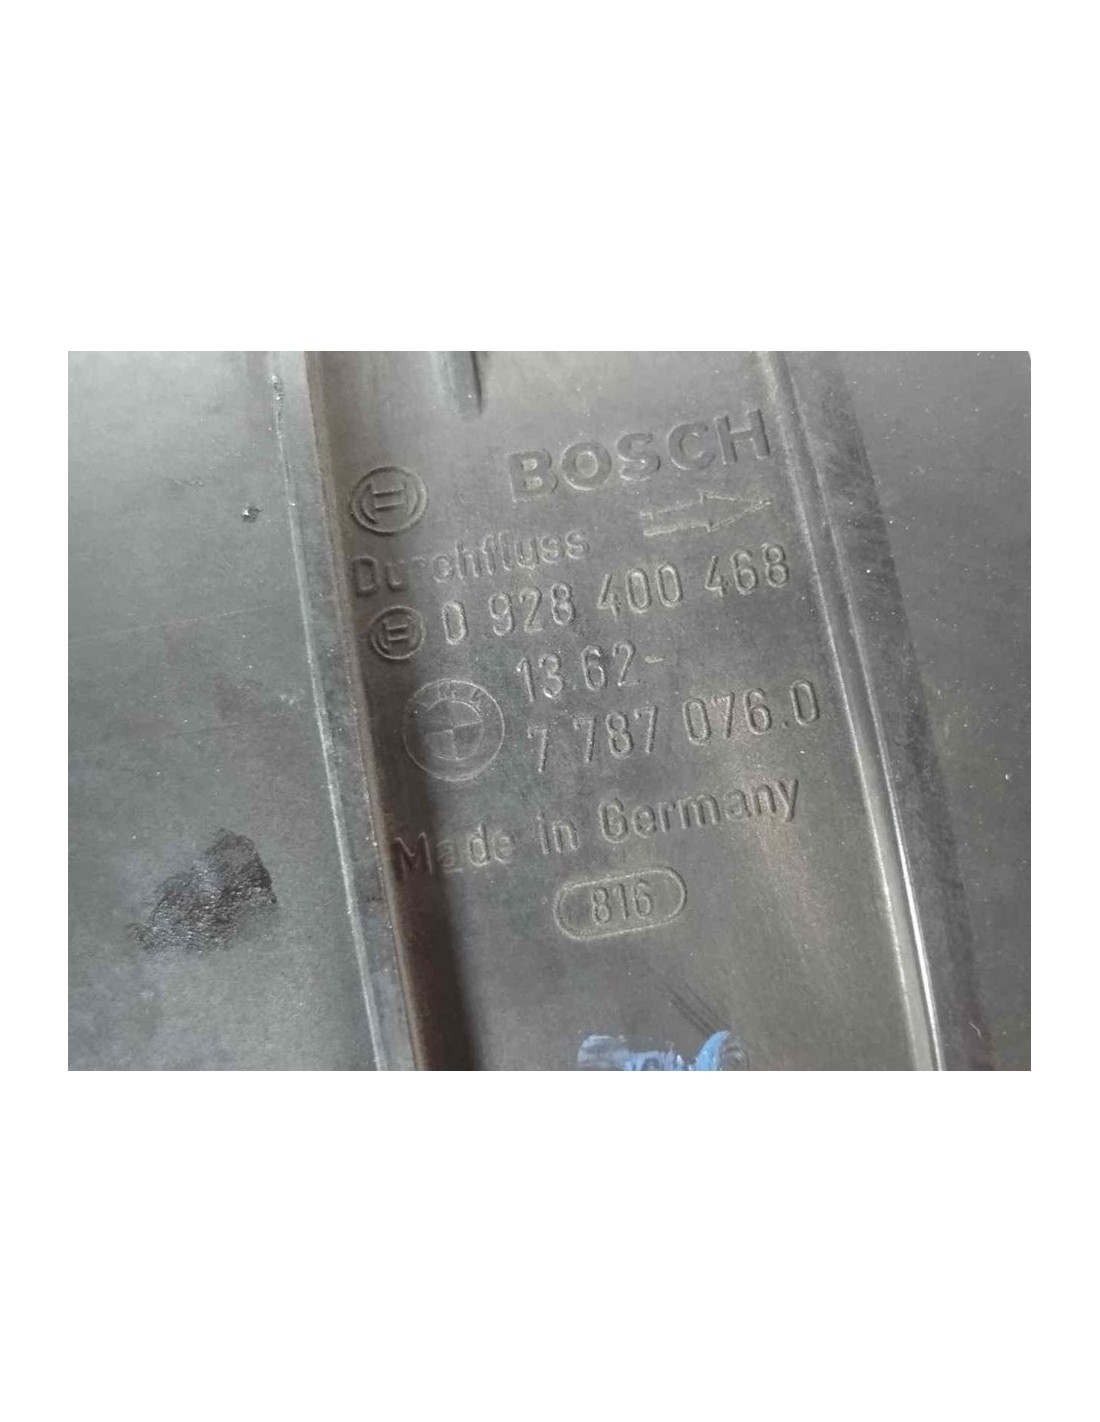 BOSCH
Durchfluss
0 928 400 468
13.62-
7 787 076.0
Made in Germany
816